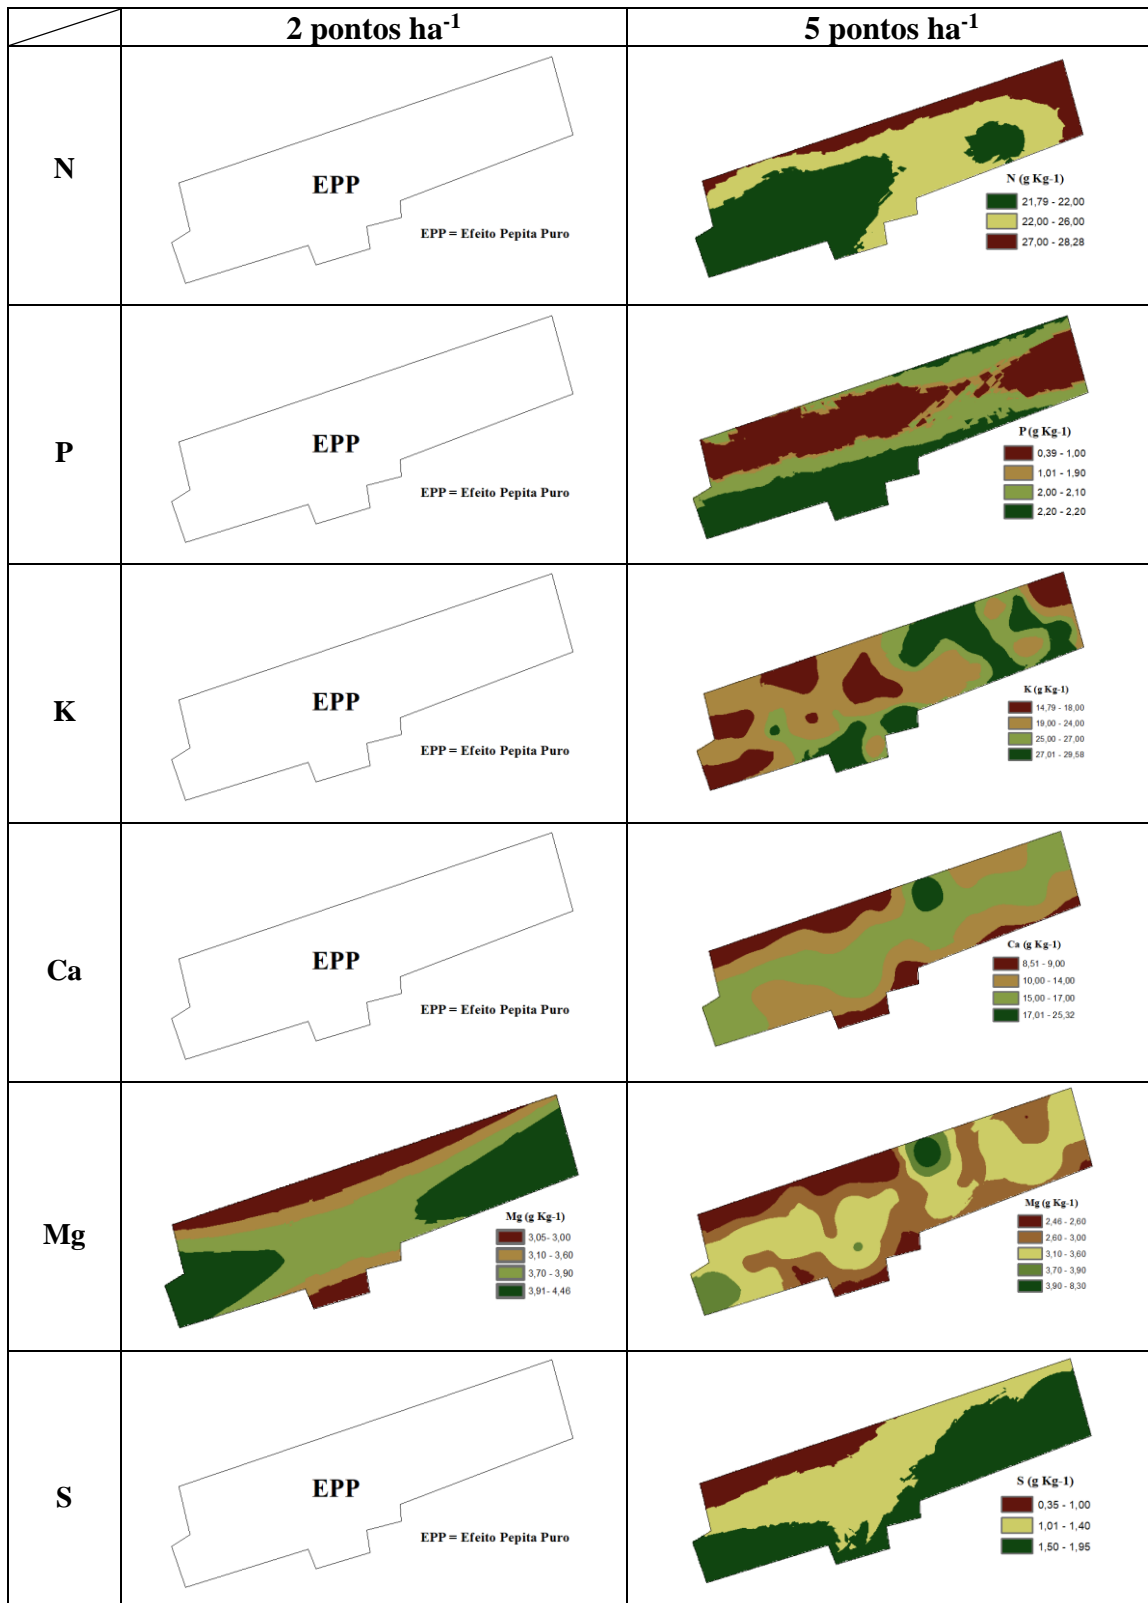 2 pontos ha-1
5 pontos ha-1
N
EPP
EPP = Efeito Pepita Puro
N (g Kg-1)
21,79 - 22,00
22,00 - 26,00
27,00 - 28,28
P
EPP
EPP = Efeito Pepita Puro
P (g Kg-1)
0,39 - 1,00
1,01 - 1,90
2,00 - 2,10
2,20 - 2,20
K
EPP
EPP = Efeito Pepita Puro
K (g Kg-1)
14,79 - 18,00
19,00 - 24,00
25,00 - 27,00
27,01 - 29,58
Ca
EPP
EPP = Efeito Pepita Puro
Ca (g Kg-1)
8,51 - 9,00
10,00 - 14,00
15,00 - 17,00
17,01 - 25,32
Mg
Mg (g Kg-1)
3,05- 3,00
3,10 - 3,60
3,70 - 3,90
3,91- 4,46
Mg (g Kg-1)
2,46 - 2,60
2,60 - 3,00
3,10 - 3,60
3,70 - 3,90
3,90 - 8,30
S
EPP
EPP = Efeito Pepita Puro
S (g Kg-1)
0,35 - 1,00
1,01 - 1,40
1,50 - 1,95